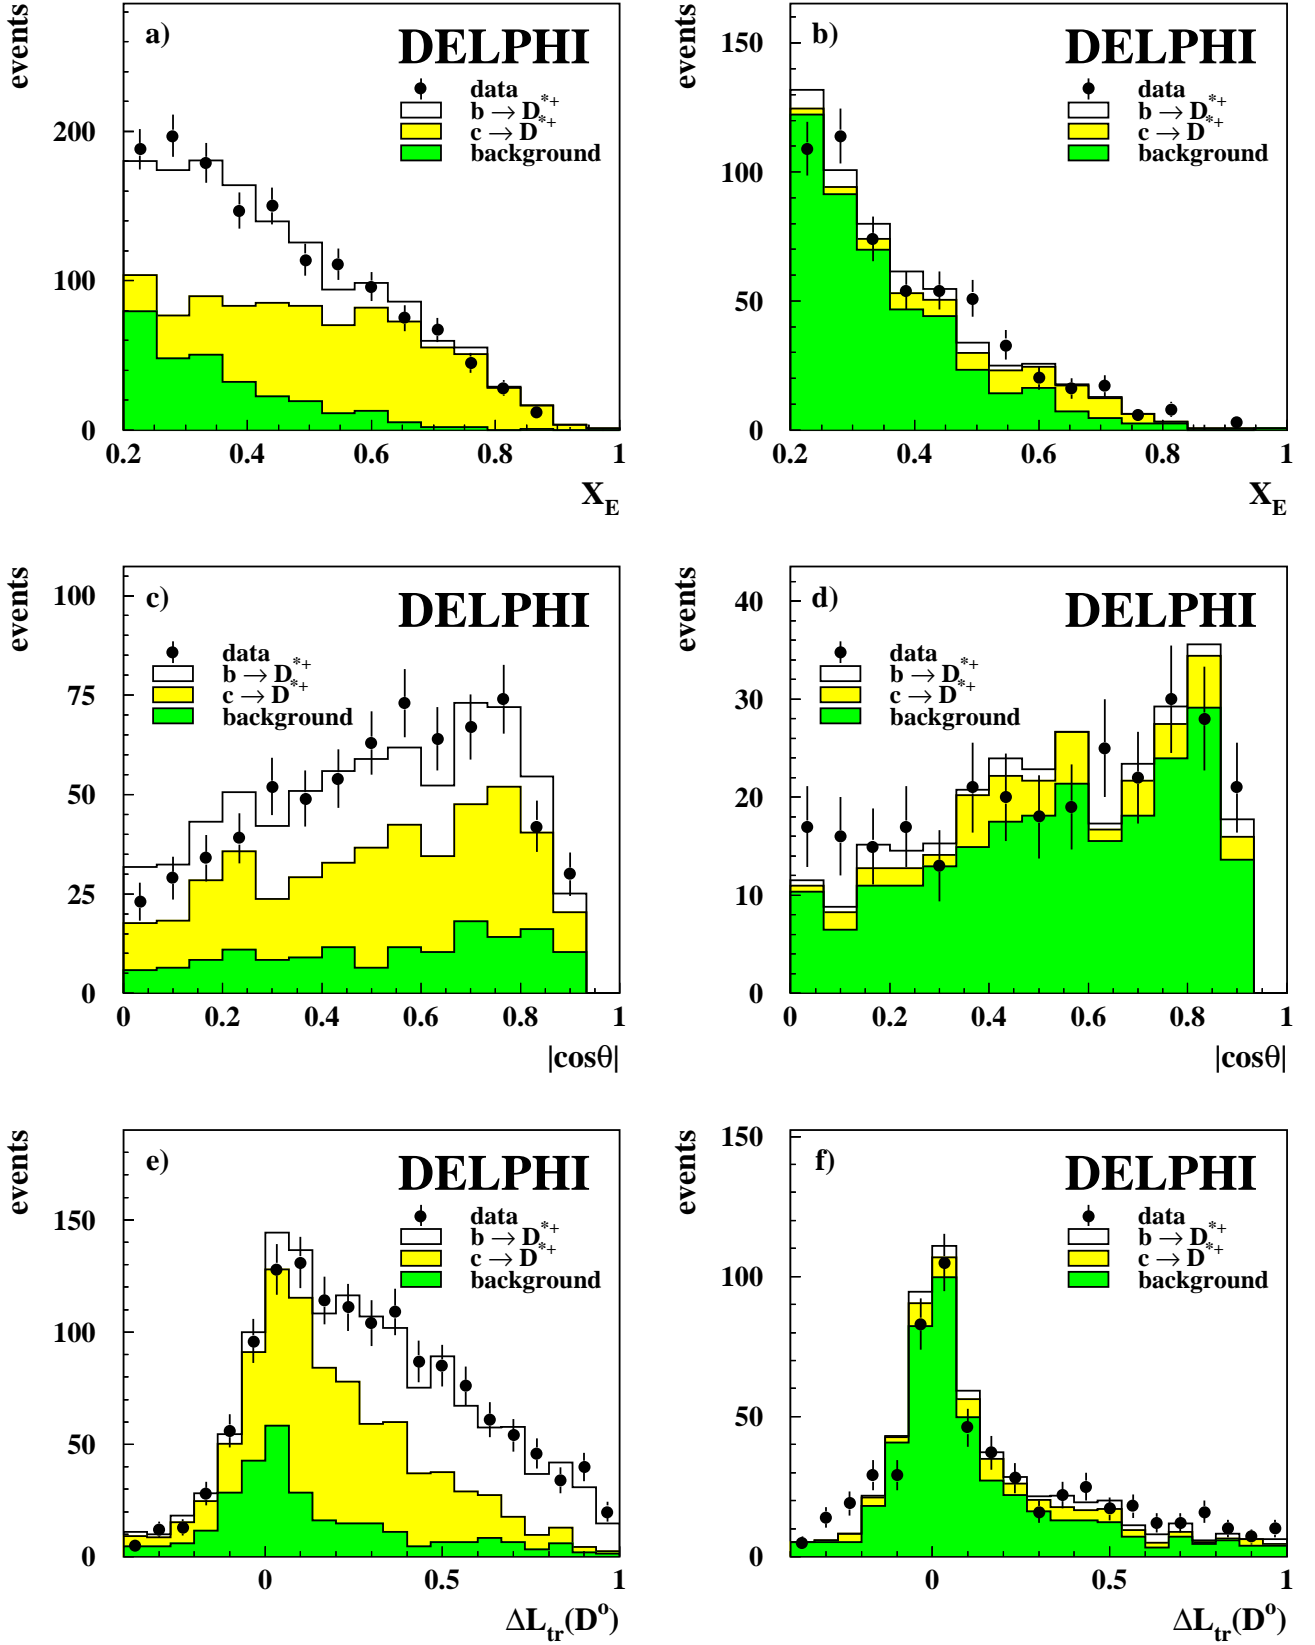 events
a)
DELPHI
data
b → D*+
c → D*+
background
200
100
0
0.2 0.4 0.6 0.8 1
X_E
events
b)
DELPHI
data
b → D*+
c → D*+
background
150
100
50
0
0.2 0.4 0.6 0.8 1
X_E
events
c)
DELPHI
data
b → D*+
c → D*+
background
100
75
50
25
0
0 0.2 0.4 0.6 0.8 1
|cosθ|
events
d)
DELPHI
data
b → D*+
c → D*+
background
40
30
20
10
0
0 0.2 0.4 0.6 0.8 1
|cosθ|
events
e)
DELPHI
data
b → D*+
c → D*+
background
150
100
50
0
0 0.5 1
ΔL_tr(D^o)
events
f)
DELPHI
data
b → D*+
c → D*+
background
150
100
50
0
0 0.5 1
ΔL_tr(D^o)